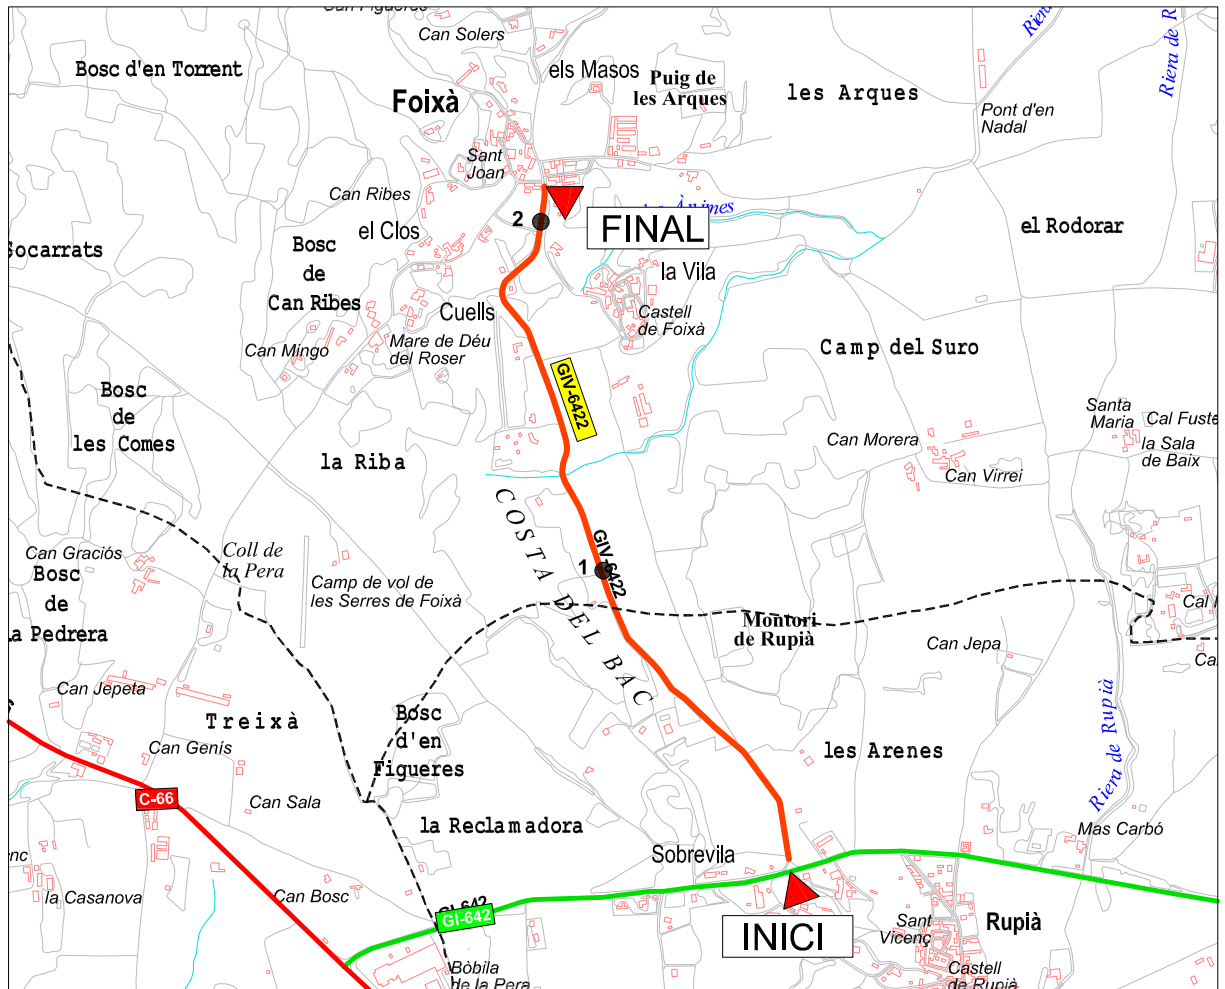 Can Solers
Bosc d'en Torrent
els Masos
Puig de
les Arques
les Arques
Foixà
Pont d'en
Nadal
Riera de R
Sant
Joan
Can Ribes
el Clos
2
FINAL
el Rodorar
Bosc
de
Can Ribes
la Vila
Cuells
Castell
de Foixà
Mare de Déu
del Roser
Can Mingo
Camp del Suro
GIV-6422
Bosc
de
les Comes
Santa
Maria
Cal Fuste
la Sala
de Baix
Can Morera
Can Virrei
la Riba
COSTA DEL BAC
GIV-6422
1
Can Graciós
Bosc
de
la Pedrera
Coll de
la Pera
Camp de vol de
les Serres de Foixà
Montori
de Rupià
Can Jepa
Can Jepeta
Treixà
Can Genís
Bosc
d'en
Figueres
les Arenes
Riera de Rupià
C-66
Can Sala
la Reclamadora
Mas Carbó
Sobrevila
la Casanova
Can Bosc
GI-642
GI-642
INICI
Sant
Vicenç
Rupià
Bòbila
de la Pera
Castell
de Rupià